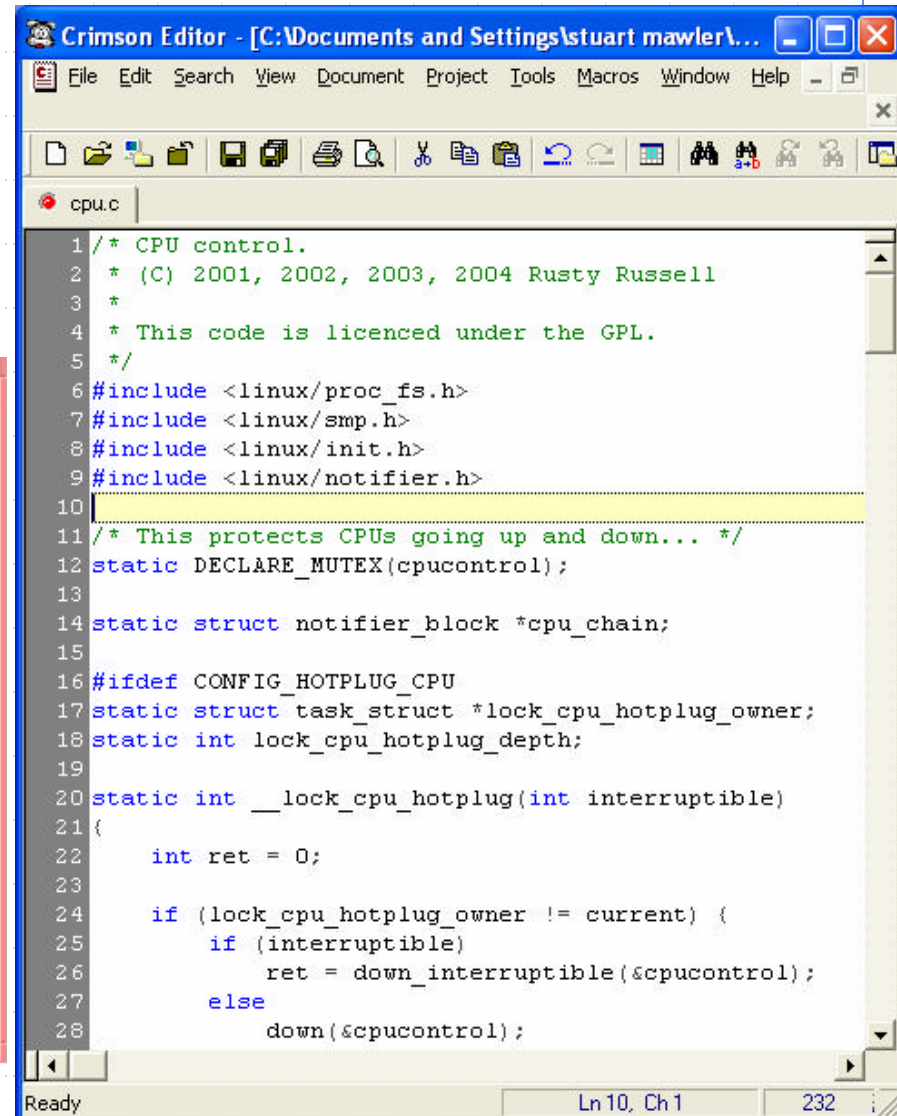 Crimson Editor - [C:\Documents and Settings\stuart mawler\...
File Edit Search View Document Project Tools Macros Window Help
cpu.c
1 /* CPU control.
2  * (C) 2001, 2002, 2003, 2004 Rusty Russell
3  *
4  * This code is licenced under the GPL.
5  */
6 #include <linux/proc_fs.h>
7 #include <linux/smp.h>
8 #include <linux/init.h>
9 #include <linux/notifier.h>
10
11 /* This protects CPUs going up and down... */
12 static DECLARE_MUTEX(cpucontrol);
13
14 static struct notifier_block *cpu_chain;
15
16 #ifdef CONFIG_HOTPLUG_CPU
17 static struct task_struct *lock_cpu_hotplug_owner;
18 static int lock_cpu_hotplug_depth;
19
20 static int __lock_cpu_hotplug(int interruptible)
21 {
22     int ret = 0;
23
24     if (lock_cpu_hotplug_owner != current) {
25         if (interruptible)
26             ret = down_interruptible(&cpucontrol);
27         else
28             down(&cpucontrol);
Ready Ln 10, Ch 1 232